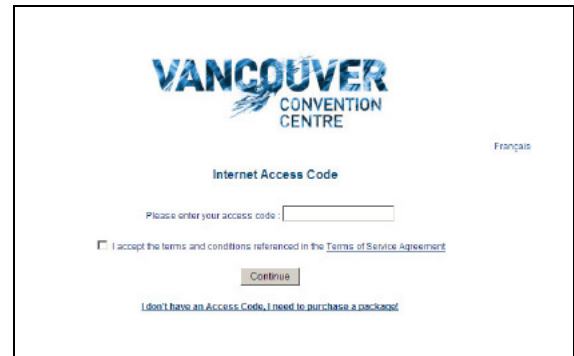 VANCOUVER
CONVENTION
CENTRE
Français
Internet Access Code
Please enter your access code :
I accept the terms and conditions referenced in the Terms of Service Agreement
Continue
I don't have an Access Code, I need to purchase a package!